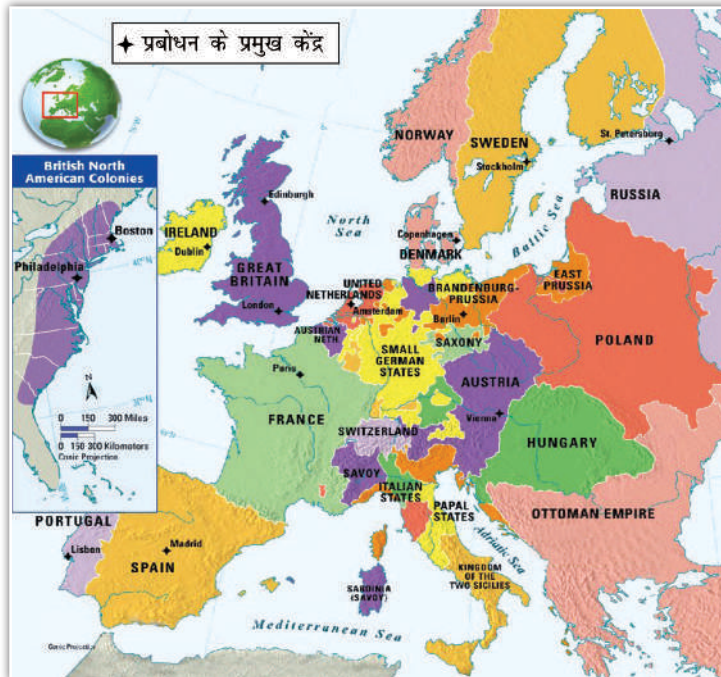 प्रबोधन के प्रमुख केंद्र
British North
American Colonies
Boston
Philadelphia
40°N
30°N
N
0 150 300 Miles
0 150 300 Kilometers
Conic Projection
NORWAY
SWEDEN
Stockholm
St. Petersburg
RUSSIA
North
Sea
Baltic Sea
Edinburgh
IRELAND
Dublin
GREAT
BRITAIN
London
Copenhagen
DENMARK
UNITED
NETHERLANDS
Amsterdam
BRANDENBURG-
PRUSSIA
Berlin
EAST
PRUSSIA
AUSTRIAN
NETH.
SMALL
GERMAN
STATES
SAXONY
POLAND
Paris
FRANCE
AUSTRIA
Vienna
SWITZERLAND
HUNGARY
SAVOY
ITALIAN
STATES
PAPAL
STATES
OTTOMAN EMPIRE
Adriatic Sea
PORTUGAL
Lisbon
Madrid
SPAIN
SARDINIA
(SAVOY)
KINGDOM
OF THE
TWO SICILIES
Mediterranean Sea
Conic Projection